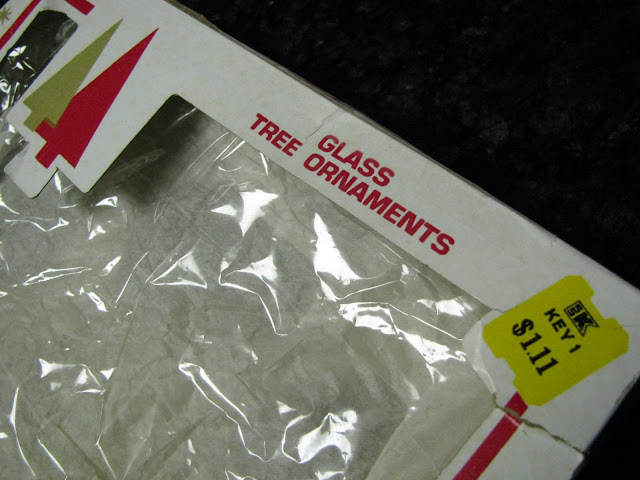 GLASS
TREE ORNAMENTS
K
KEY 1
$1.11